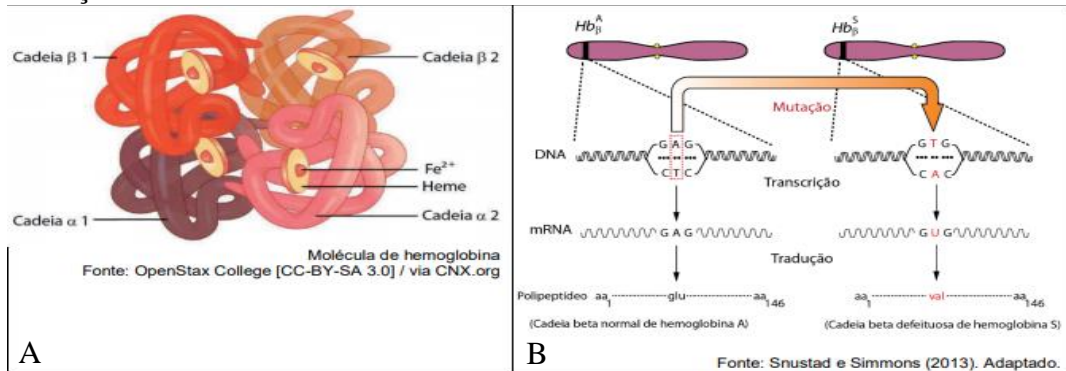 Cadeia β 1
Cadeia β 2
Fe2+
Heme
Cadeia α 1
Cadeia α 2
Molécula de hemoglobina
Fonte: OpenStax College [CC-BY-SA 3.0] / via CNX.org
A
HbβA
HbβS
Mutação
DNA
G A G
C T C
G T G
C A C
Transcrição
mRNA
G A G
G U G
Tradução
Polipeptídeo aa1 glu aa146
aa1 val aa146
(Cadeia beta normal de hemoglobina A)
(Cadeia beta defeituosa de hemoglobina S)
B
Fonte: Snustad e Simmons (2013). Adaptado.